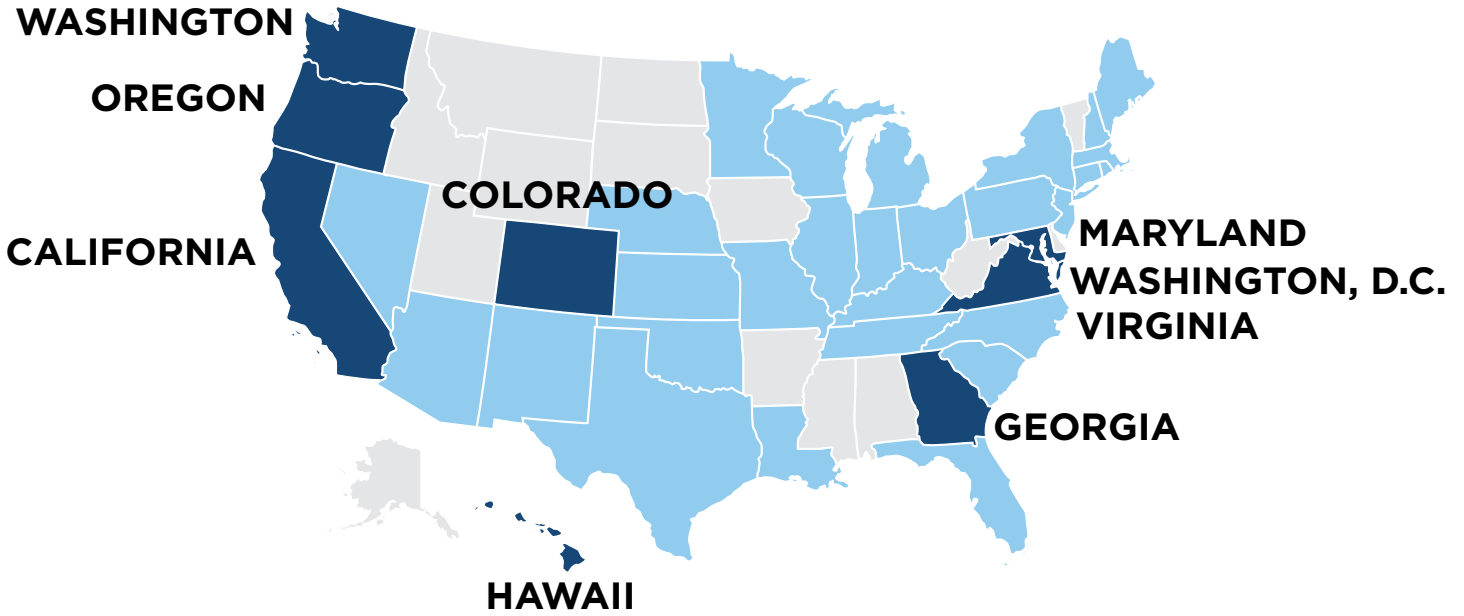 WASHINGTON
OREGON
COLORADO
CALIFORNIA
MARYLAND
WASHINGTON, D.C.
VIRGINIA
GEORGIA
HAWAII